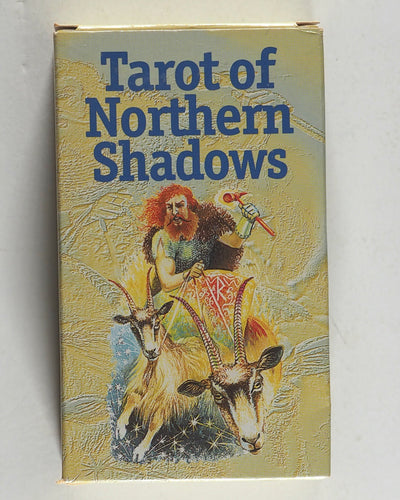 Tarot of
Northern
Shadows